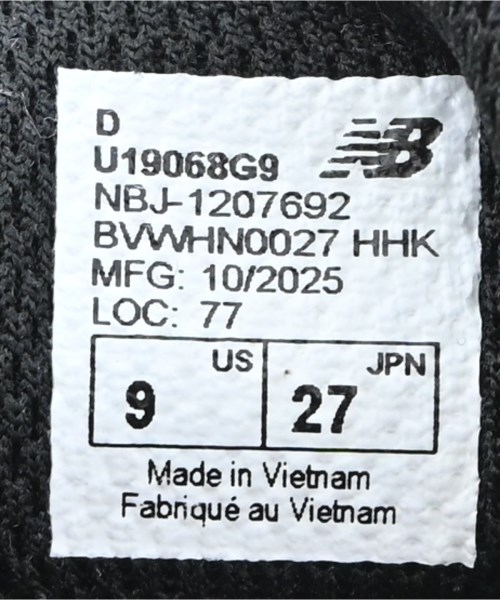 D
U19068G9
NB
NBJ-1207692
BVWHN0027 HHK
MFG: 10/2025
LOC: 77
US JPN
9 27
Made in Vietnam
Fabriqué au Vietnam